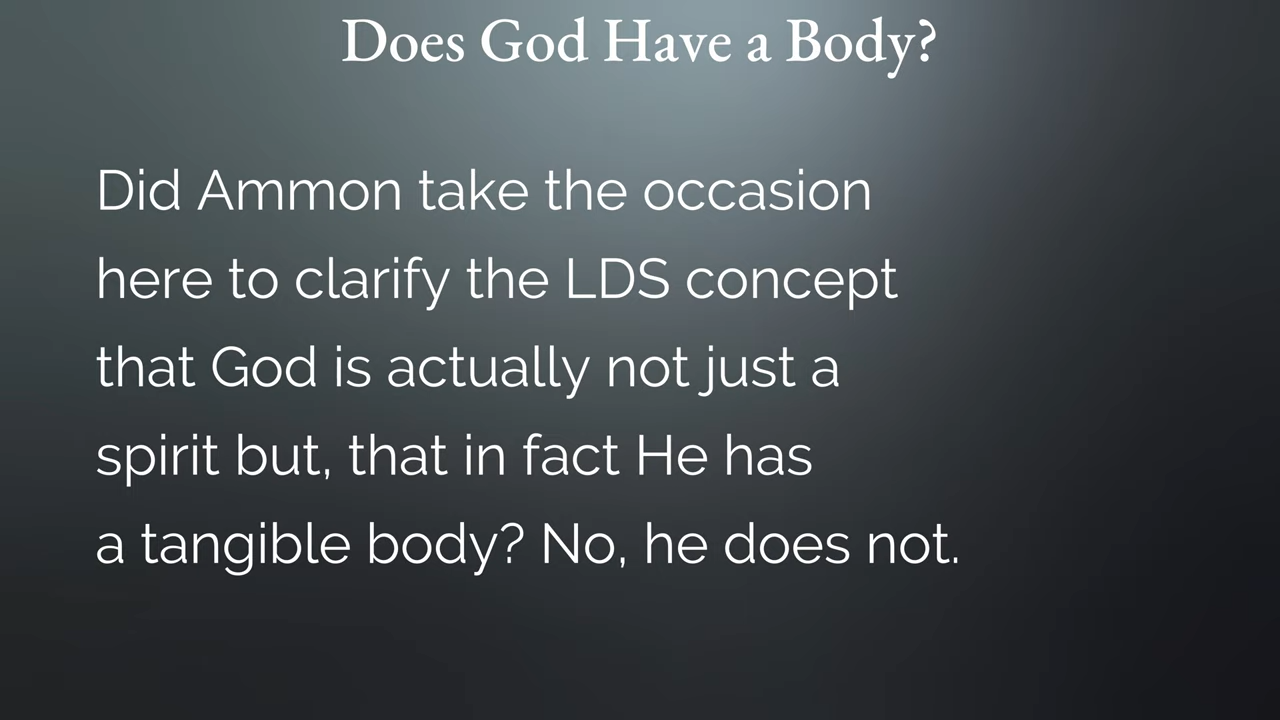 Does God Have a Body?
Did Ammon take the occasion
here to clarify the LDS concept
that God is actually not just a
spirit but, that in fact He has
a tangible body? No, he does not.